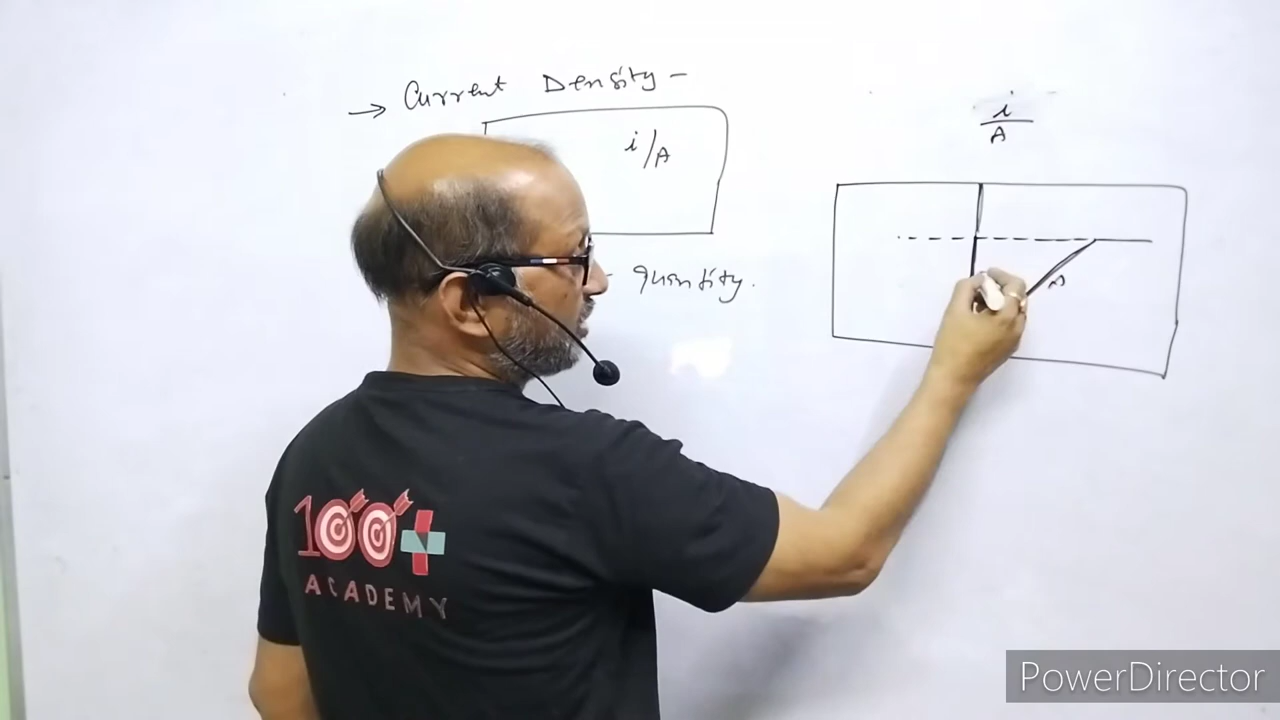 → Current Density -
i/A
quantity.
i
A
100+
ACADEMY
PowerDirector